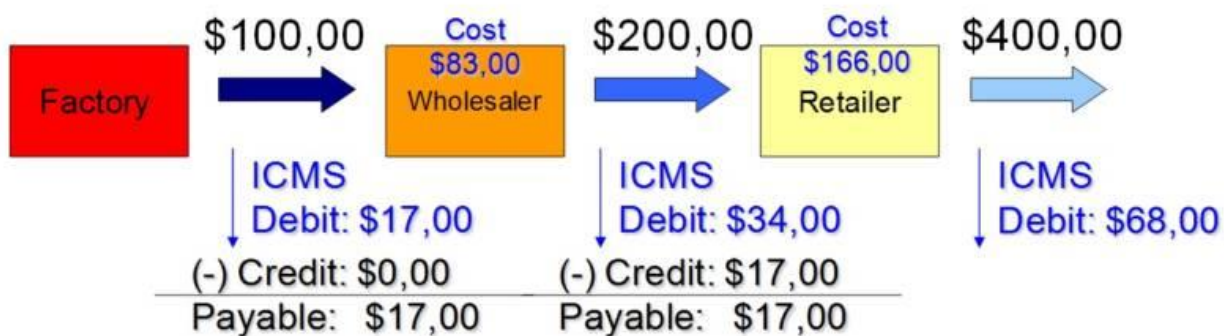 $100,00
Cost
$83,00
$200,00
Cost
$166,00
$400,00
Factory
Wholesaler
Retailer
ICMS
Debit: $17,00
(-) Credit: $0,00
Payable: $17,00
ICMS
Debit: $34,00
(-) Credit: $17,00
Payable: $17,00
ICMS
Debit: $68,00